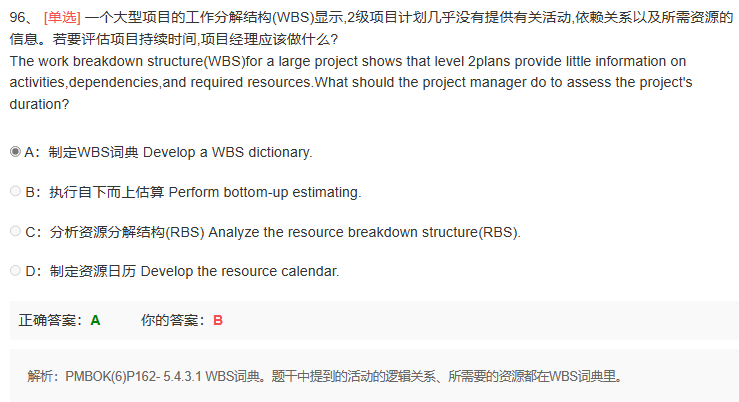 96、 [单选] 一个大型项目的工作分解结构(WBS)显示,2级项目计划几乎没有提供有关活动,依赖关系以及所需资源的
信息。若要评估项目持续时间,项目经理应该做什么?
The work breakdown structure(WBS)for a large project shows that level 2plans provide little information on
activities,dependencies,and required resources.What should the project manager do to assess the project's
duration?
A：制定WBS词典 Develop a WBS dictionary.
B：执行自下而上估算 Perform bottom-up estimating.
C：分析资源分解结构(RBS) Analyze the resource breakdown structure(RBS).
D：制定资源日历 Develop the resource calendar.
正确答案：A 你的答案：B
解析：PMBOK(6)P162- 5.4.3.1 WBS词典。题干中提到的活动的逻辑关系、所需要的资源都在WBS词典里。